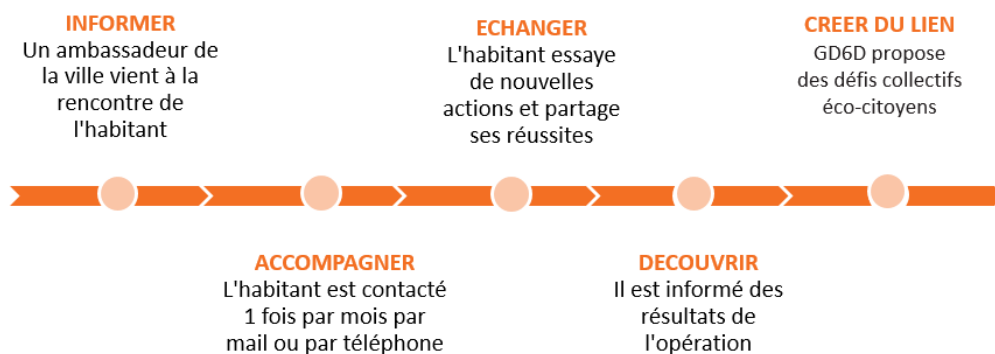 INFORMER
Un ambassadeur de
la ville vient à la
rencontre de
l'habitant
ACCOMPAGNER
L'habitant est contacté
1 fois par mois par
mail ou par téléphone
ECHANGER
L'habitant essaye
de nouvelles
actions et partage
ses réussites
DECOUVRIR
Il est informé des
résultats de
l'opération
CREER DU LIEN
GD6D propose
des défis collectifs
éco-citoyens